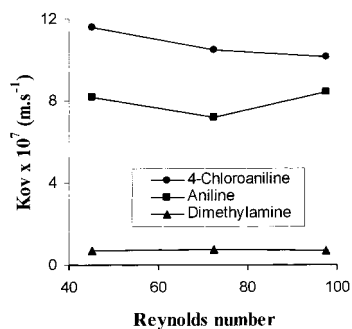 12
8
4
0
Kov x 10⁷ (m.s⁻¹)
4-Chloroaniline
Aniline
Dimethylamine
40 60 80 100
Reynolds number